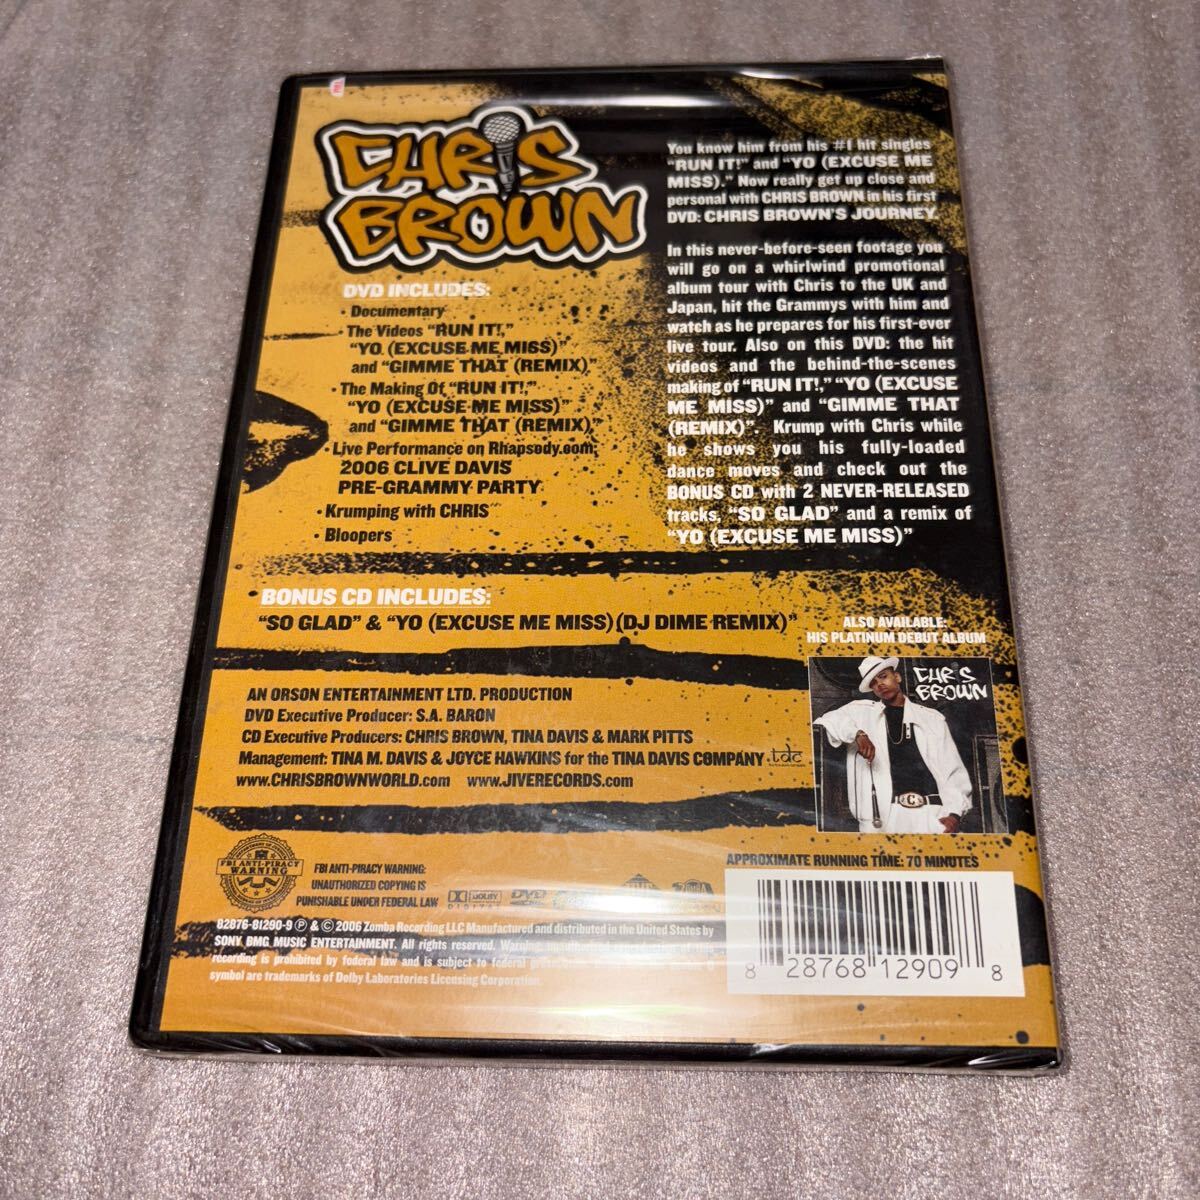 CHRIS
BROWN
DVD INCLUDES:
• Documentary
• The Videos "RUN IT!,"
"YO (EXCUSE ME MISS)"
and "GIMME THAT (REMIX)"
• The Making Of "RUN IT!,"
"YO (EXCUSE ME MISS)"
and "GIMME THAT (REMIX)"
• Live Performance on Rhapsody.com;
2006 CLIVE DAVIS
PRE-GRAMMY PARTY
• Krumping with CHRIS
• Bloopers
You know him from his #1 hit singles
"RUN IT!" and "YO (EXCUSE ME
MISS)." Now really get up close and
personal with CHRIS BROWN in his first
DVD: CHRIS BROWN'S JOURNEY.
In this never-before-seen footage you
will go on a whirlwind promotional
album tour with Chris to the UK and
Japan, hit the Grammys with him and
watch as he prepares for his first-ever
live tour. Also on this DVD: the hit
videos and the behind-the-scenes
making of "RUN IT!," "YO (EXCUSE
ME MISS)" and "GIMME THAT
(REMIX)". Krump with Chris while
he shows you his fully-loaded
dance moves and check out the
BONUS CD with 2 NEVER-RELEASED
tracks, "SO GLAD" and a remix of
"YO (EXCUSE ME MISS)"
BONUS CD INCLUDES:
"SO GLAD" & "YO (EXCUSE ME MISS) (DJ DIME REMIX)"
ALSO AVAILABLE:
HIS PLATINUM DEBUT ALBUM
CHRIS
BROWN
AN ORSON ENTERTAINMENT LTD. PRODUCTION
DVD Executive Producer: S.A. BARON
CD Executive Producers: CHRIS BROWN, TINA DAVIS & MARK PITTS
Management: TINA M. DAVIS & JOYCE HAWKINS for the TINA DAVIS COMPANY
tdc
www.CHRISBROWNWORLD.com www.JIVERECORDS.com
FBI ANTI-PIRACY
WARNING
FBI ANTI-PIRACY WARNING:
UNAUTHORIZED COPYING IS
PUNISHABLE UNDER FEDERAL LAW
DOLBY
DIGITAL
DVD
ZOMBA
APPROXIMATE RUNNING TIME: 70 MINUTES
82876-81290-9 ℗ & © 2006 Zomba Recording LLC Manufactured and distributed in the United States by
SONY BMG MUSIC ENTERTAINMENT. All rights reserved. Warning:
recording is prohibited by federal law and is subject to federal
symbol are trademarks of Dolby Laboratories Licensing Corporation.
8 28768 12909 8